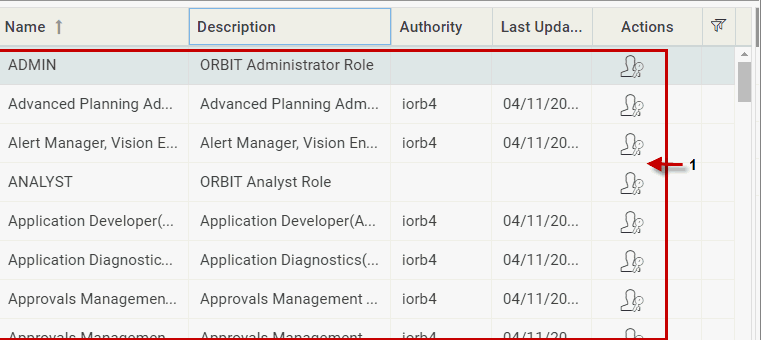 Name Description Authority Last Upda... Actions
ADMIN ORBIT Administrator Role
Advanced Planning Ad... Advanced Planning Adm... iorb4 04/11/20...
Alert Manager, Vision E... Alert Manager, Vision En... iorb4 04/11/20...
1
ANALYST ORBIT Analyst Role
Application Developer(... Application Developer(A... iorb4 04/11/20...
Application Diagnostic... Application Diagnostics(... iorb4 04/11/20...
Approvals Managemen... Approvals Management ... iorb4 04/11/20...
Approvals Managemen... Approvals Management ... iorb4 04/11/20...